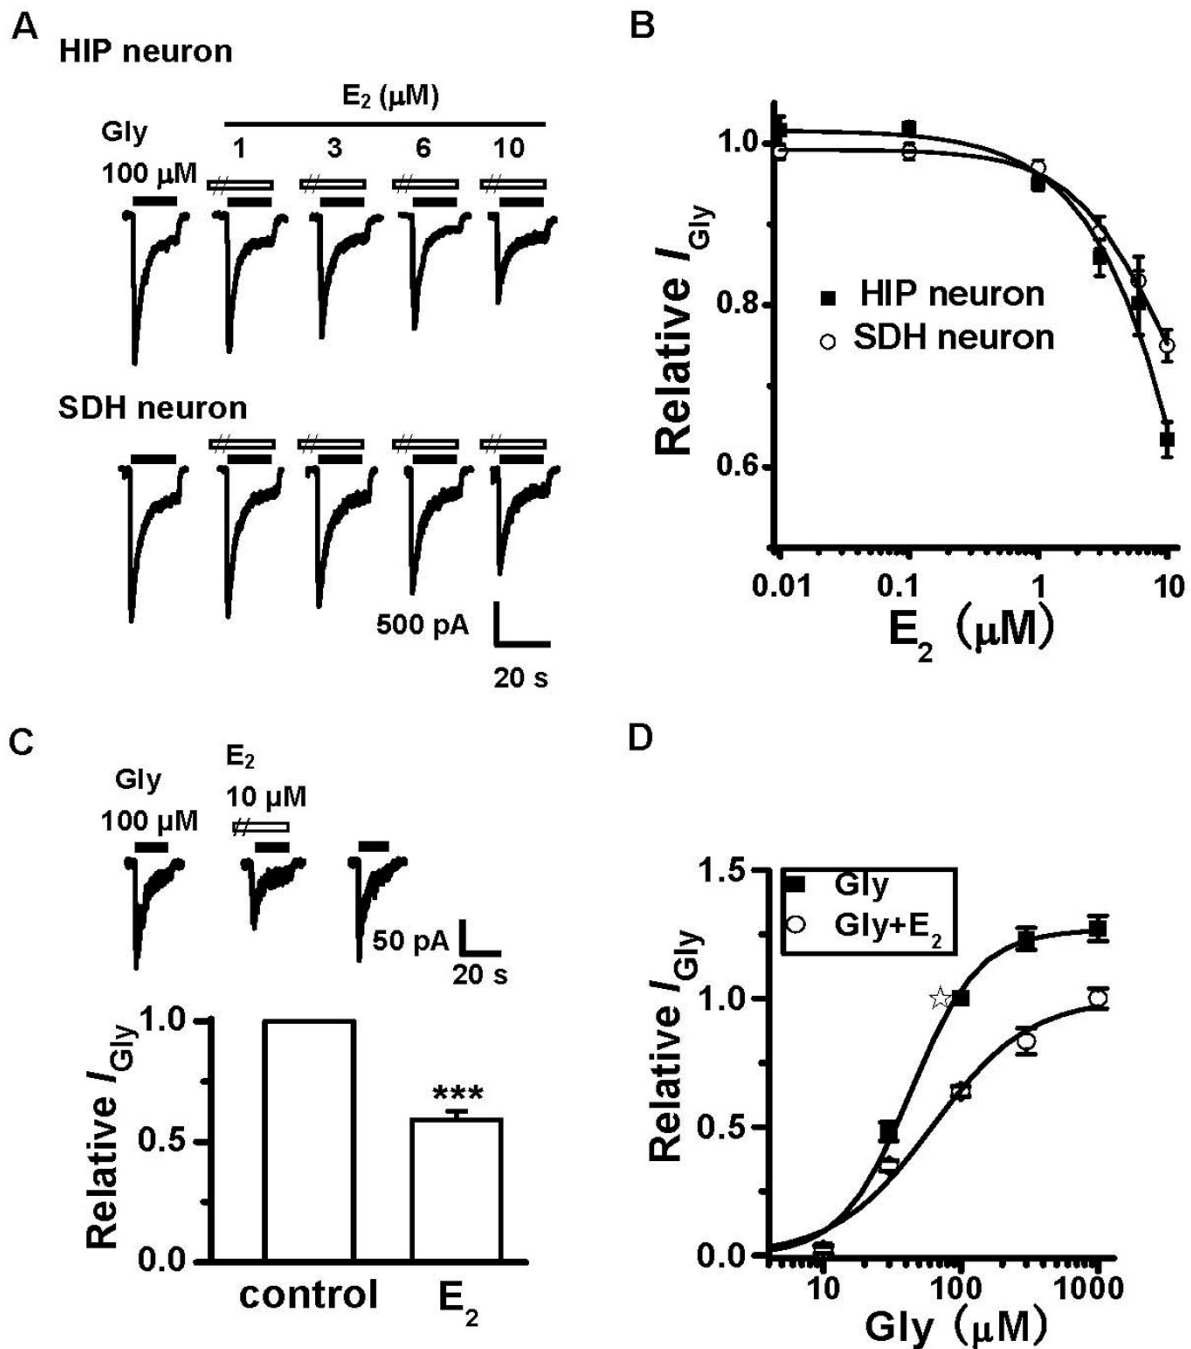 A
HIP neuron
E2 (μM)
Gly
100 μM
1 3 6 10
SDH neuron
500 pA
20 s
B
Relative IGly
1.0
0.8
0.6
HIP neuron
SDH neuron
0.01 0.1 1 10
E2 (μM)
C
Gly
100 μM
E2
10 μM
50 pA
20 s
Relative IGly
1.0
0.5
0.0
***
control E2
D
Relative IGly
1.5
1.0
0.5
0.0
Gly
Gly+E2
10 100 1000
Gly (μM)